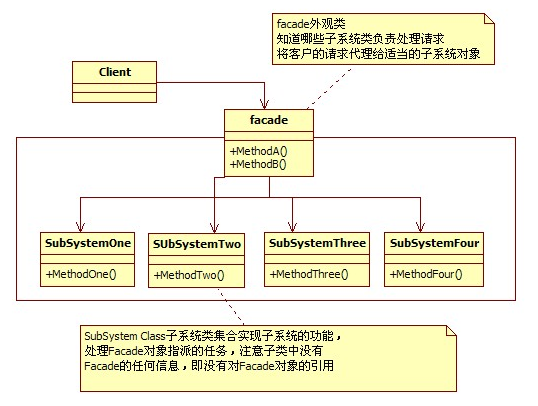 facade外观类
知道哪些子系统类负责处理请求
将客户的请求代理给适当的子系统对象
Client
facade
+MethodA()
+MethodB()
SubSystemOne
+MethodOne()
SUbSystemTwo
+MethodTwo()
SubSystemThree
+MethodThree()
SubSystemFour
+MethodFour()
SubSystem Class子系统类集合实现子系统的功能，
处理Facade对象指派的任务，注意子类中没有
Facade的任何信息，即没有对Facade对象的引用